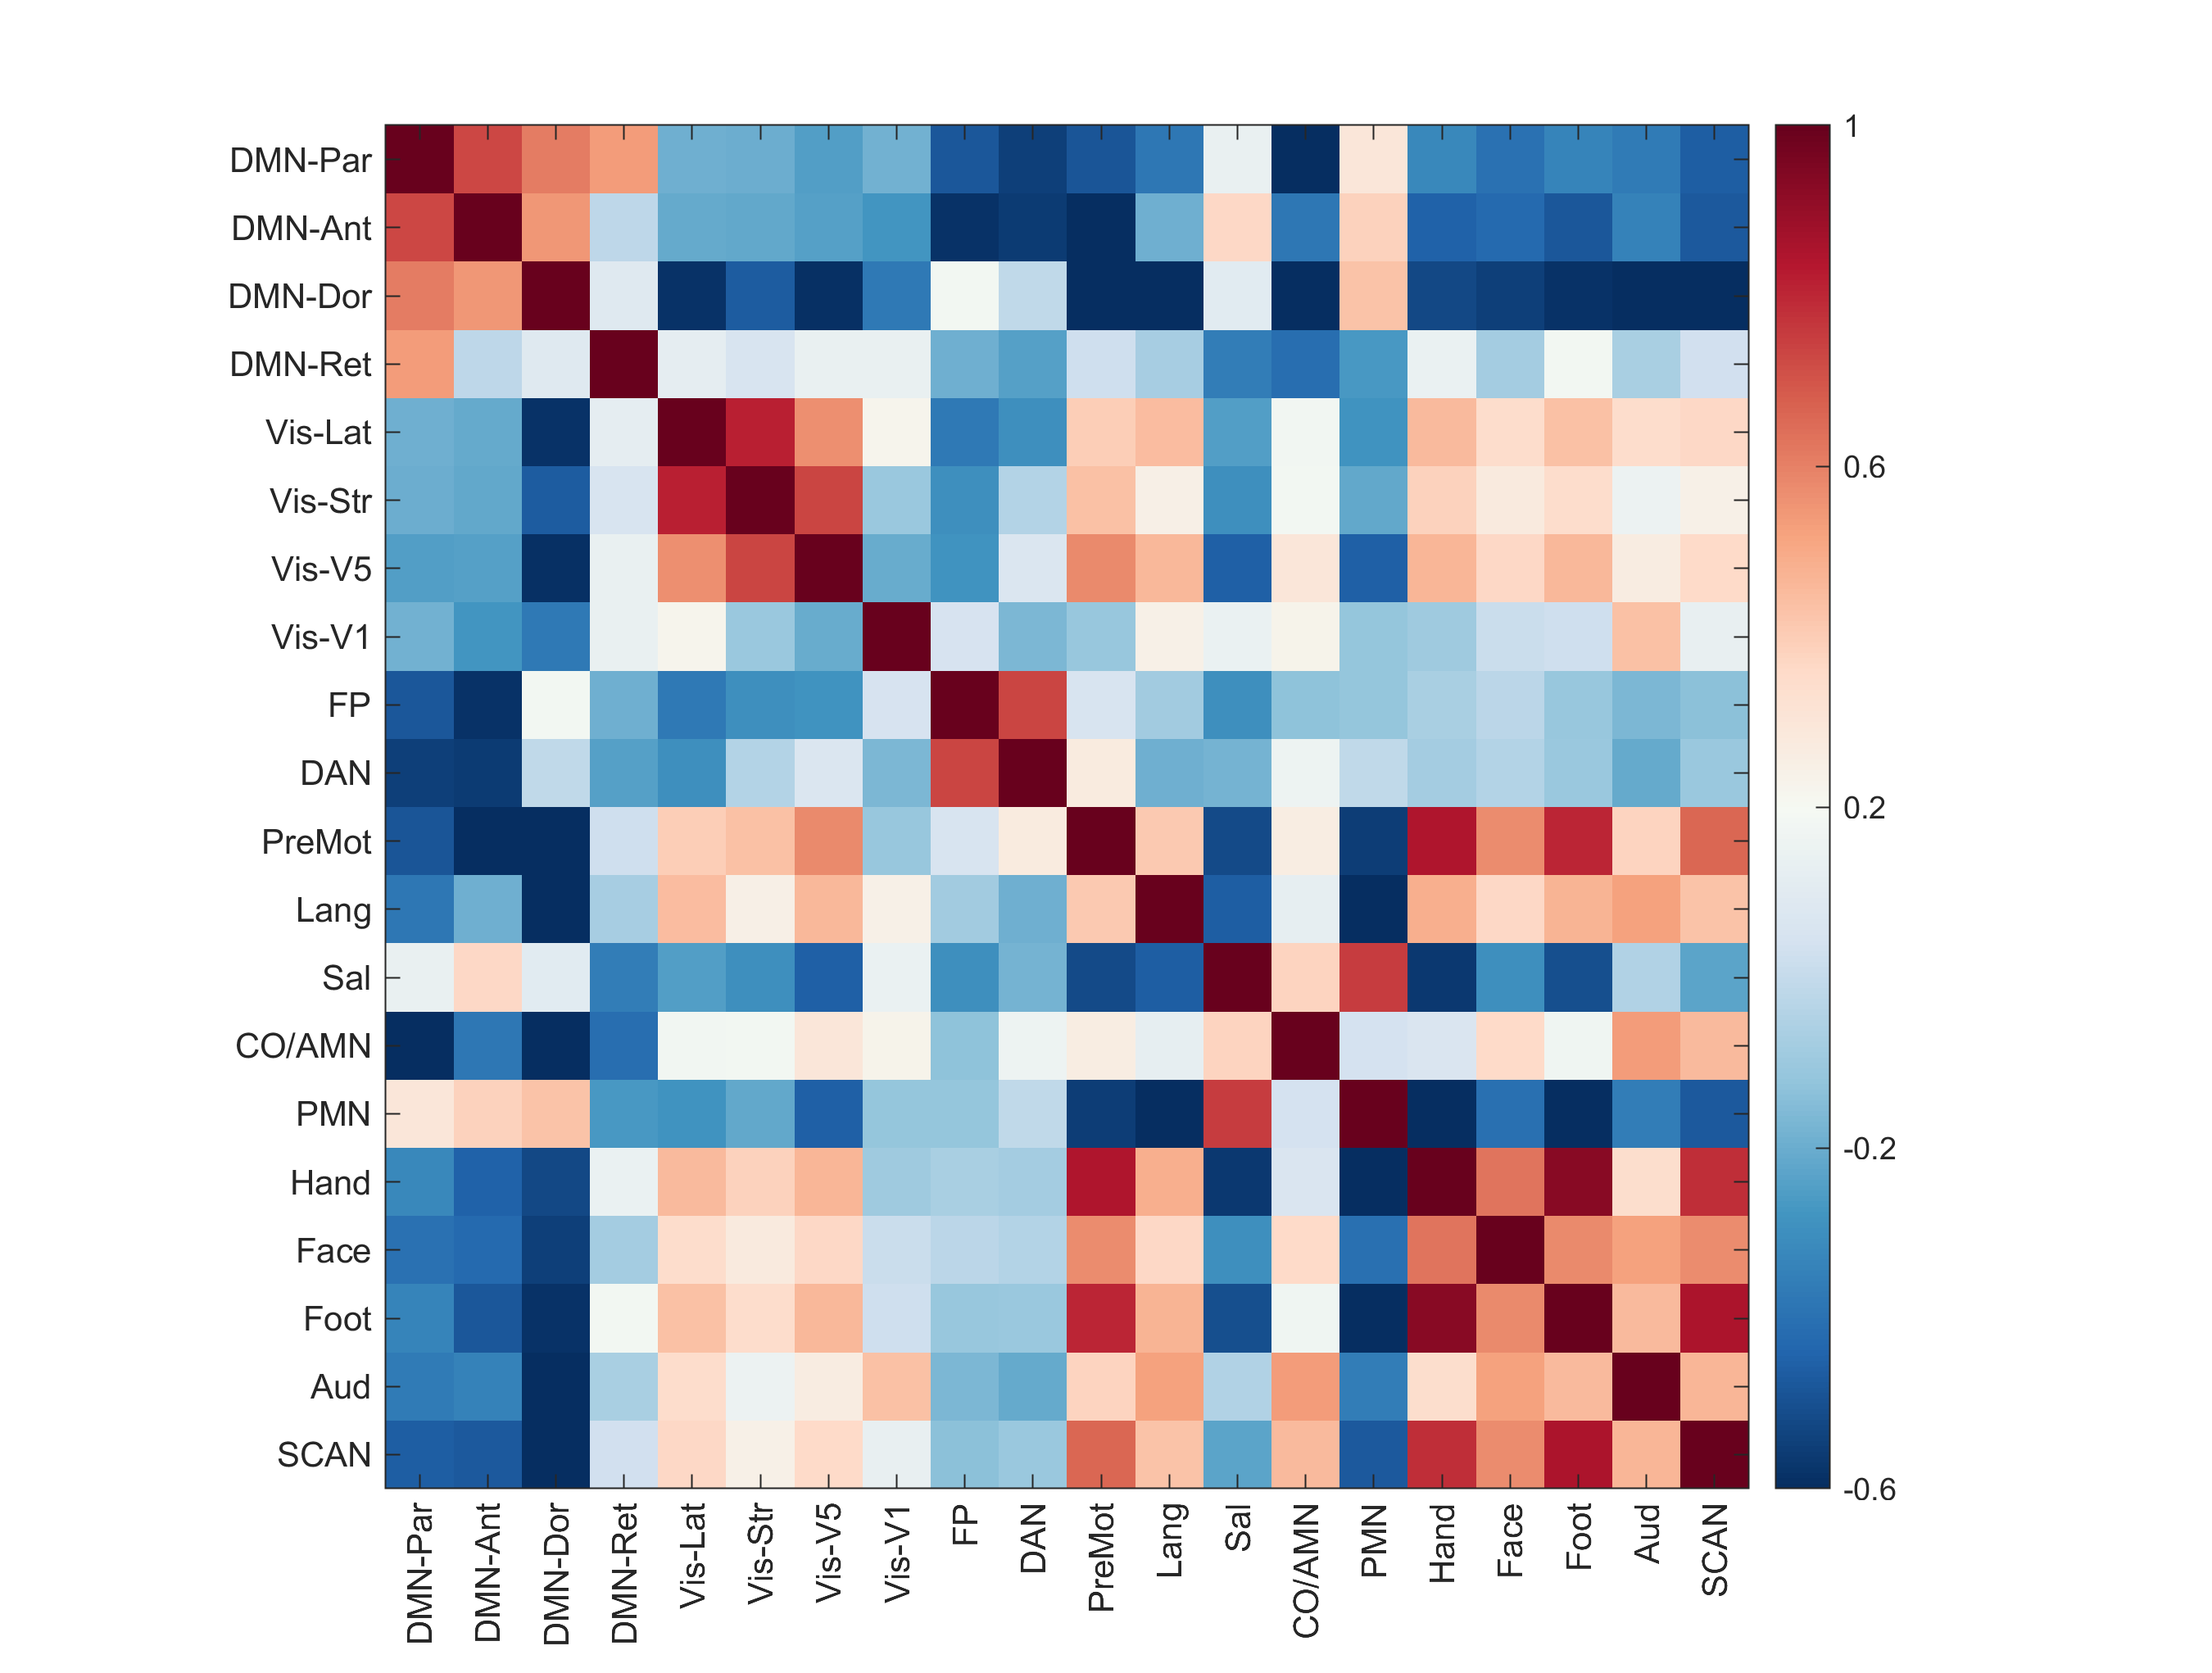 DMN-Par
DMN-Ant
DMN-Dor
DMN-Ret
Vis-Lat
Vis-Str
Vis-V5
Vis-V1
FP
DAN
PreMot
Lang
Sal
CO/AMN
PMN
Hand
Face
Foot
Aud
SCAN
DMN-Par
DMN-Ant
DMN-Dor
DMN-Ret
Vis-Lat
Vis-Str
Vis-V5
Vis-V1
FP
DAN
PreMot
Lang
Sal
CO/AMN
PMN
Hand
Face
Foot
Aud
SCAN
1
0.6
0.2
-0.2
-0.6